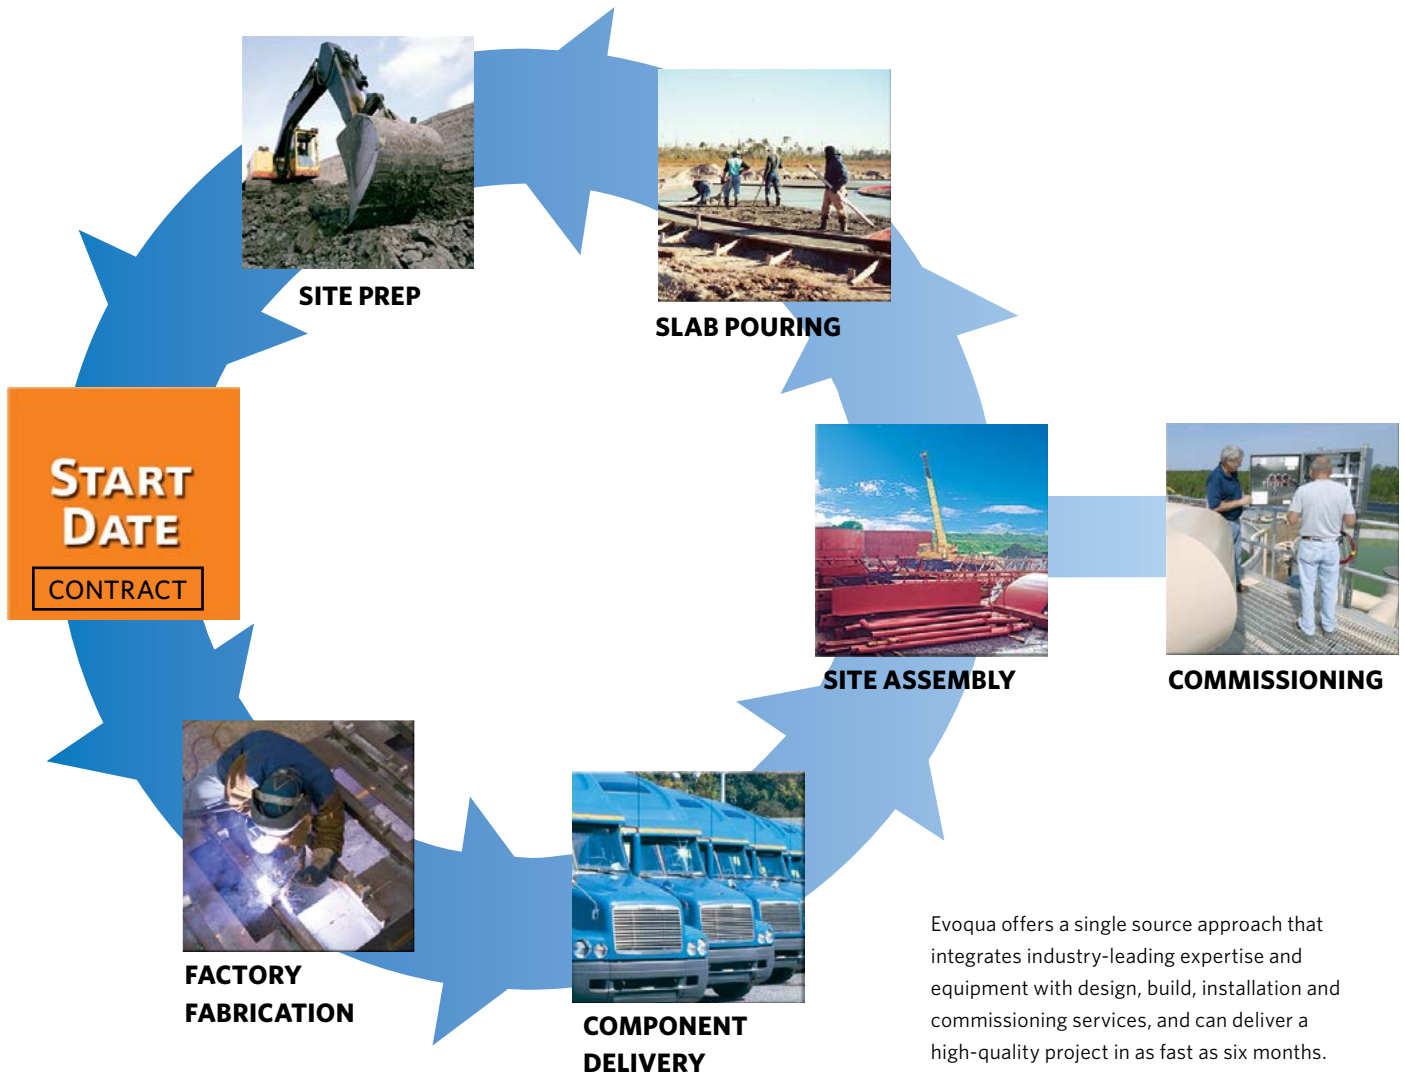 SITE PREP
SLAB POURING
START
DATE
CONTRACT
SITE ASSEMBLY
COMMISSIONING
FACTORY
FABRICATION
COMPONENT
DELIVERY
Evoqua offers a single source approach that
integrates industry-leading expertise and
equipment with design, build, installation and
commissioning services, and can deliver a
high-quality project in as fast as six months.